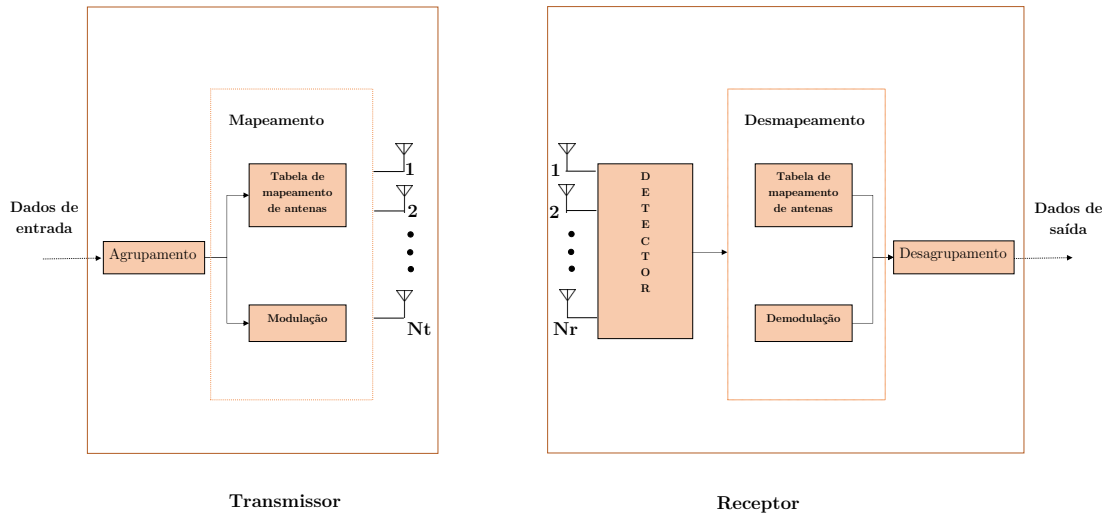 Dados de
entrada
Agrupamento
Mapeamento
Tabela de
mapeamento
de antenas
Modulação
1
2
Nt
Transmissor
1
2
Nr
D
E
T
E
C
T
O
R
Desmapeamento
Tabela de
mapeamento
de antenas
Demodulação
Desagrupamento
Dados de
saída
Receptor